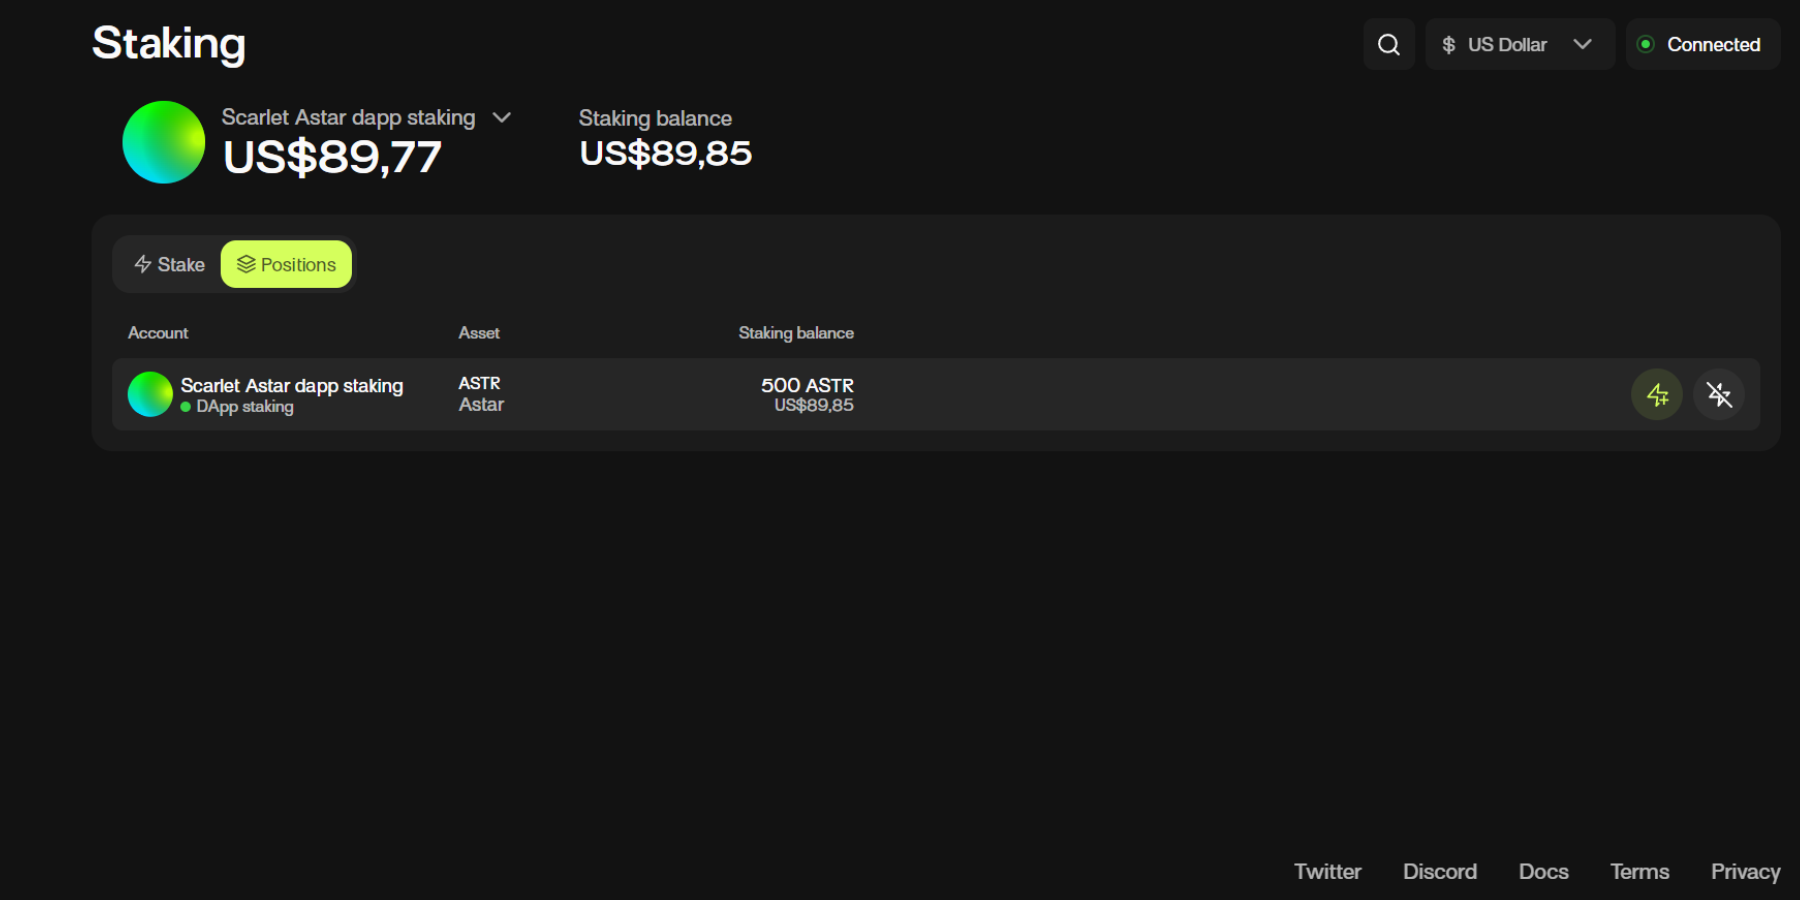 Staking
$ US Dollar
Connected
Scarlet Astar dapp staking
US$89,77
Staking balance
US$89,85
Stake
Positions
Account Asset Staking balance
Scarlet Astar dapp staking ASTR 500 ASTR
DApp staking Astar US$89,85
Twitter Discord Docs Terms Privacy